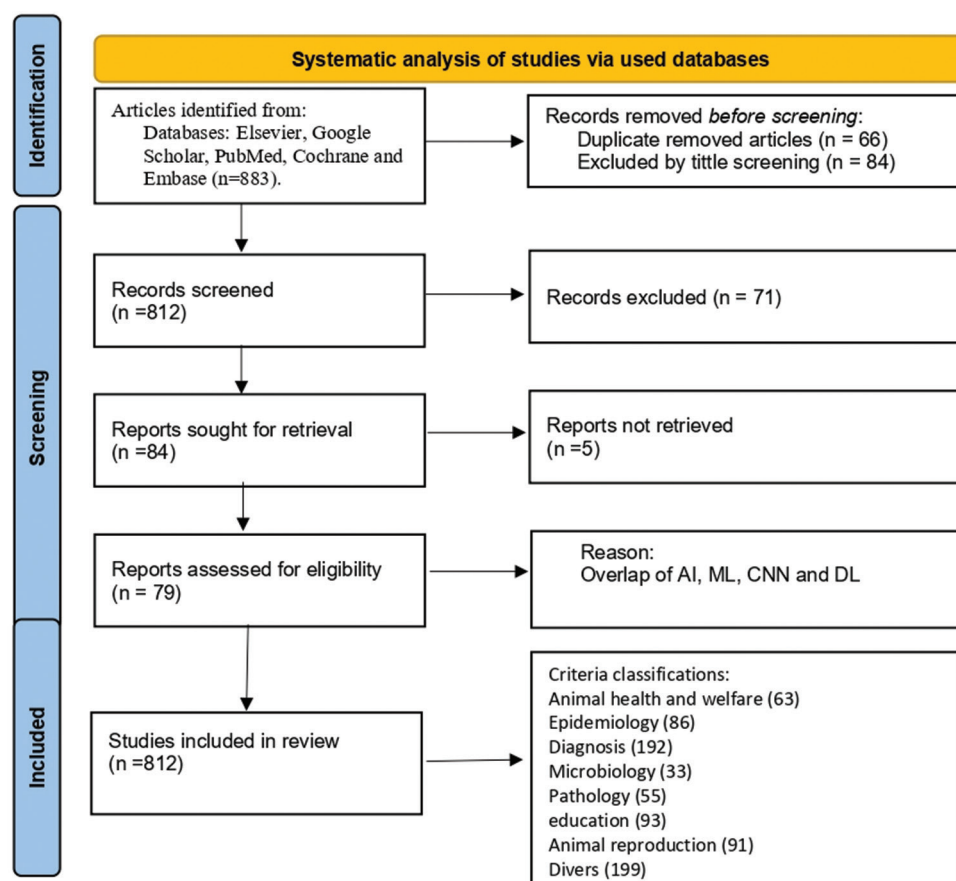 Systematic analysis of studies via used databases
Identification
Articles identified from:
Databases: Elsevier, Google
Scholar, PubMed, Cochrane and
Embase (n=883).
Records removed before screening:
Duplicate removed articles (n = 66)
Excluded by tittle screening (n = 84)
Screening
Records screened
(n =812)
Records excluded (n = 71)
Reports sought for retrieval
(n =84)
Reports not retrieved
(n =5)
Reports assessed for eligibility
(n = 79)
Reason:
Overlap of AI, ML, CNN and DL
Included
Studies included in review
(n =812)
Criteria classifications:
Animal health and welfare (63)
Epidemiology (86)
Diagnosis (192)
Microbiology (33)
Pathology (55)
education (93)
Animal reproduction (91)
Divers (199)